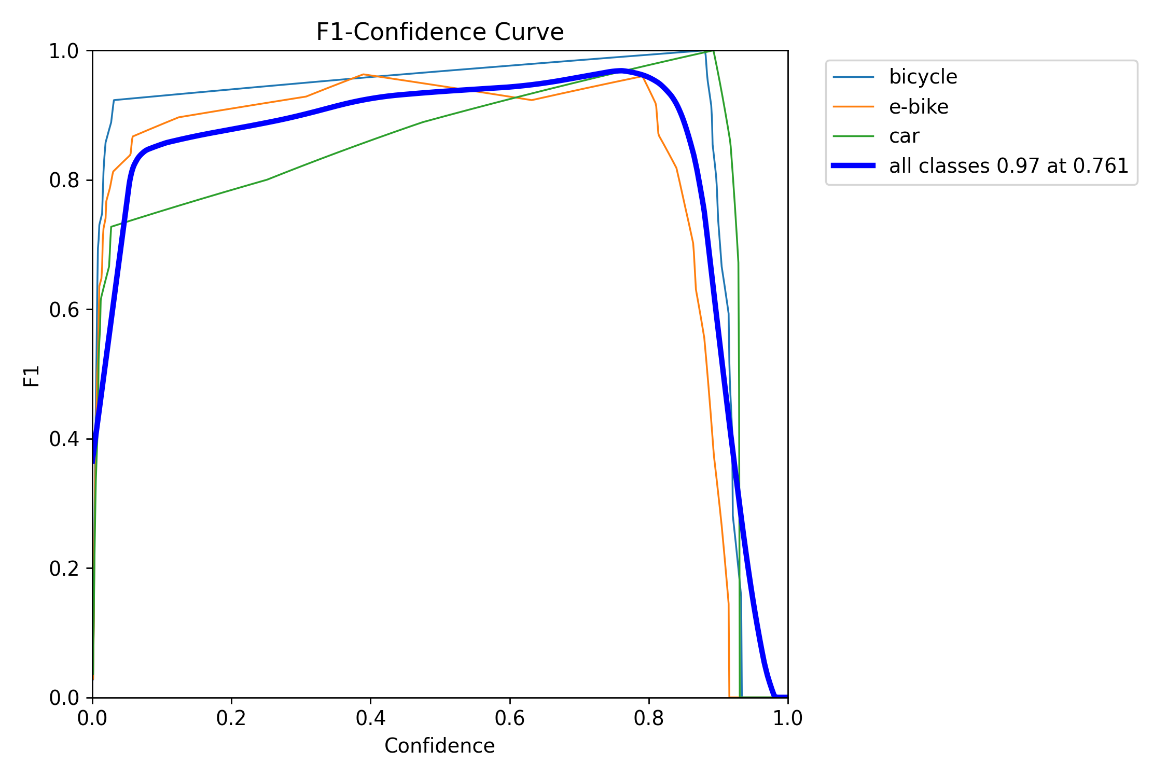 F1-Confidence Curve
1.0
0.8
0.6
0.4
0.2
0.0
F1
0.0 0.2 0.4 0.6 0.8 1.0
Confidence
bicycle
e-bike
car
all classes 0.97 at 0.761